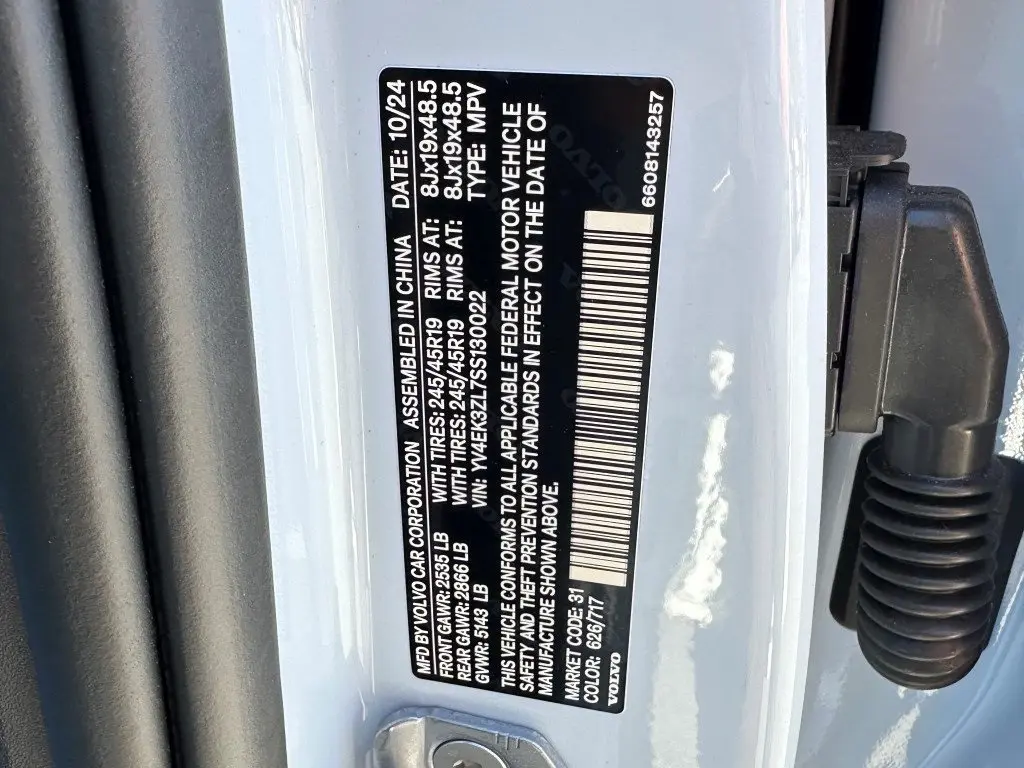 MFD BY VOLVO CAR CORPORATION ASSEMBLED IN CHINA DATE: 10/24
FRONT GAWR: 2535 LB WITH TIRES: 245/45R19 RIMS AT: 8Jx19x48.5
REAR GAWR: 2866 LB WITH TIRES: 245/45R19 RIMS AT: 8Jx19x48.5
GVWR: 5143 LB VIN: YV4EK3ZL7SS130022 TYPE: MPV
THIS VEHICLE CONFORMS TO ALL APPLICABLE FEDERAL MOTOR VEHICLE
SAFETY AND THEFT PREVENTION STANDARDS IN EFFECT ON THE DATE OF
MANUFACTURE SHOWN ABOVE.
MARKET CODE: 31
COLOR: 626/717
VOLVO
6608143257